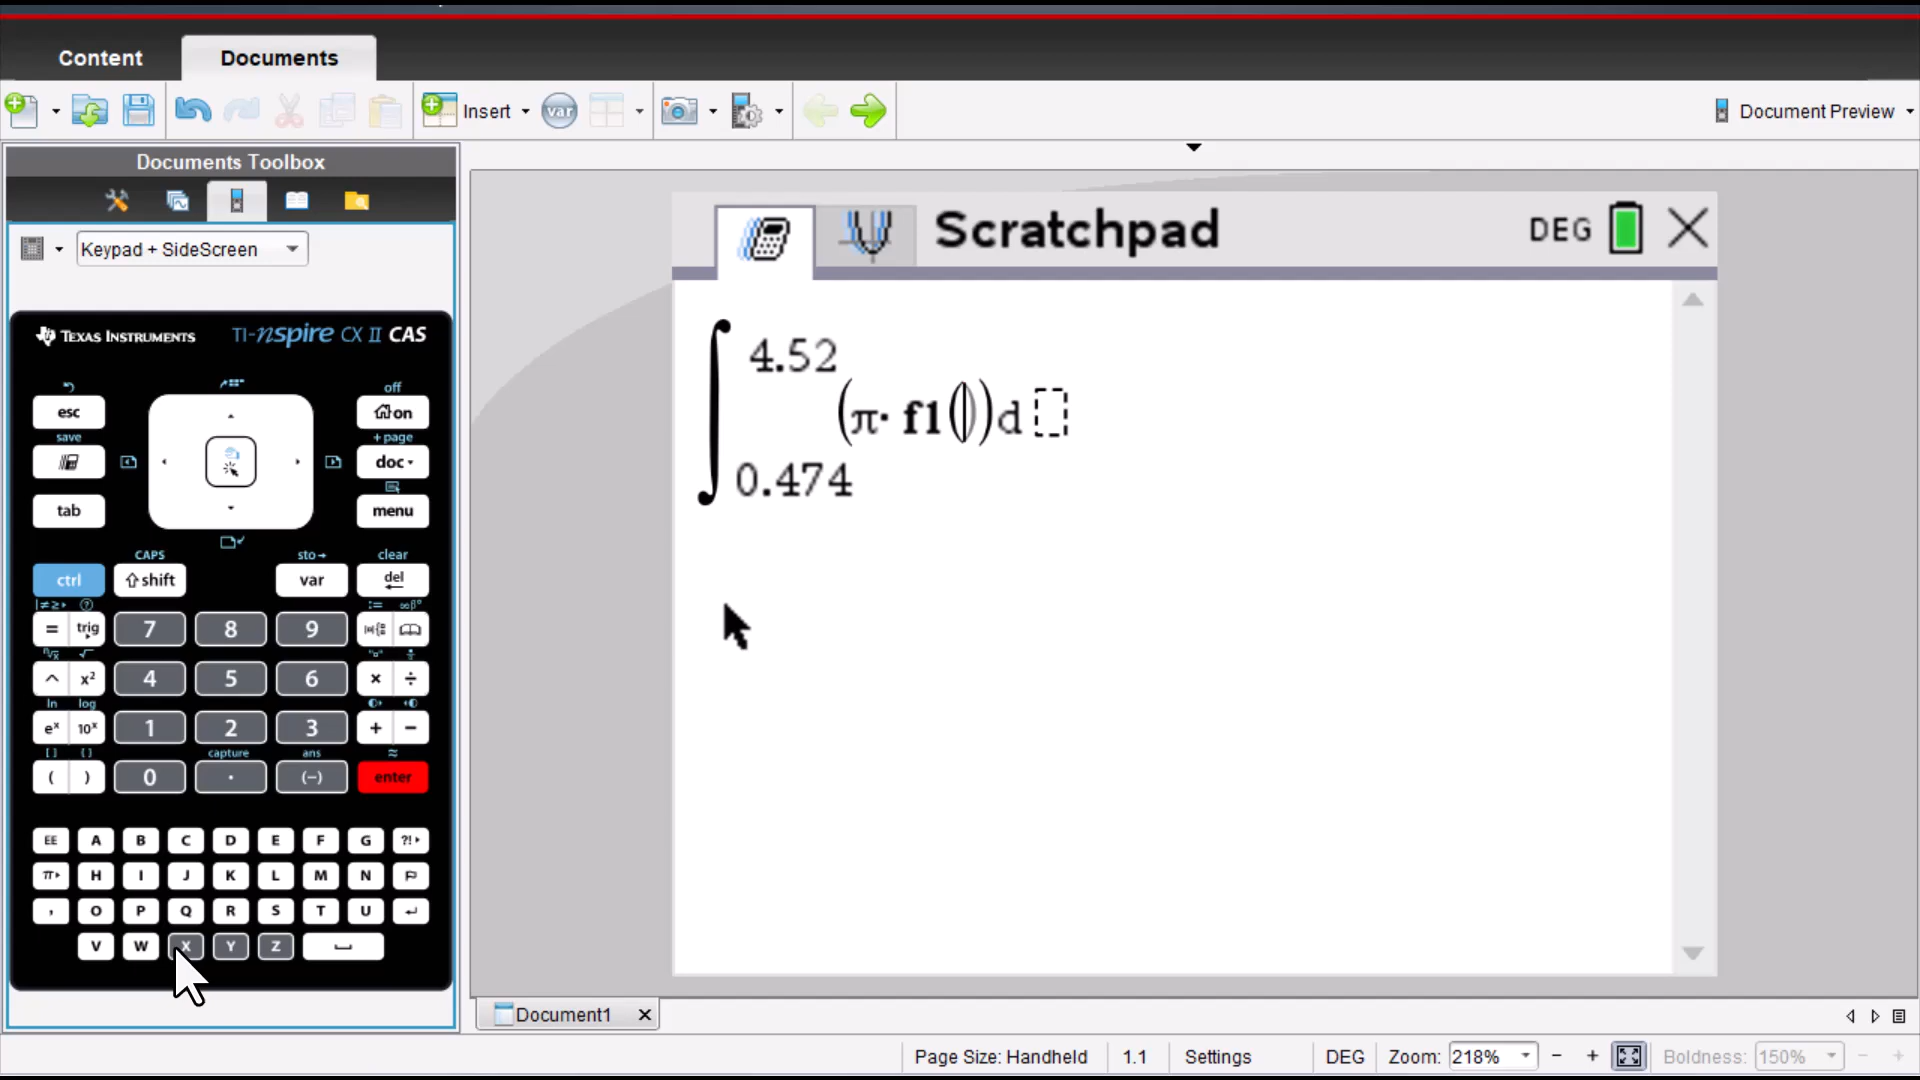 Content Documents
Insert var Document Preview
Documents Toolbox
Keypad + SideScreen
Scratchpad DEG
4.52
∫ (π· f1())d
0.474
TEXAS INSTRUMENTS TI-nspire CX II CAS
off
esc on
save +page
doc
tab menu
CAPS sto→ clear
ctrl shift var del
= trig 7 8 9
^ x² 4 5 6 × ÷
ln log
eˣ 10ˣ 1 2 3 + −
[ ] { } capture ans ≈
( ) 0 . (−) enter
EE A B C D E F G ?!
π H I J K L M N
, O P Q R S T U
V W X Y Z
Document1
Page Size: Handheld 1.1 Settings DEG Zoom: 218% − + Boldness: 150% − +